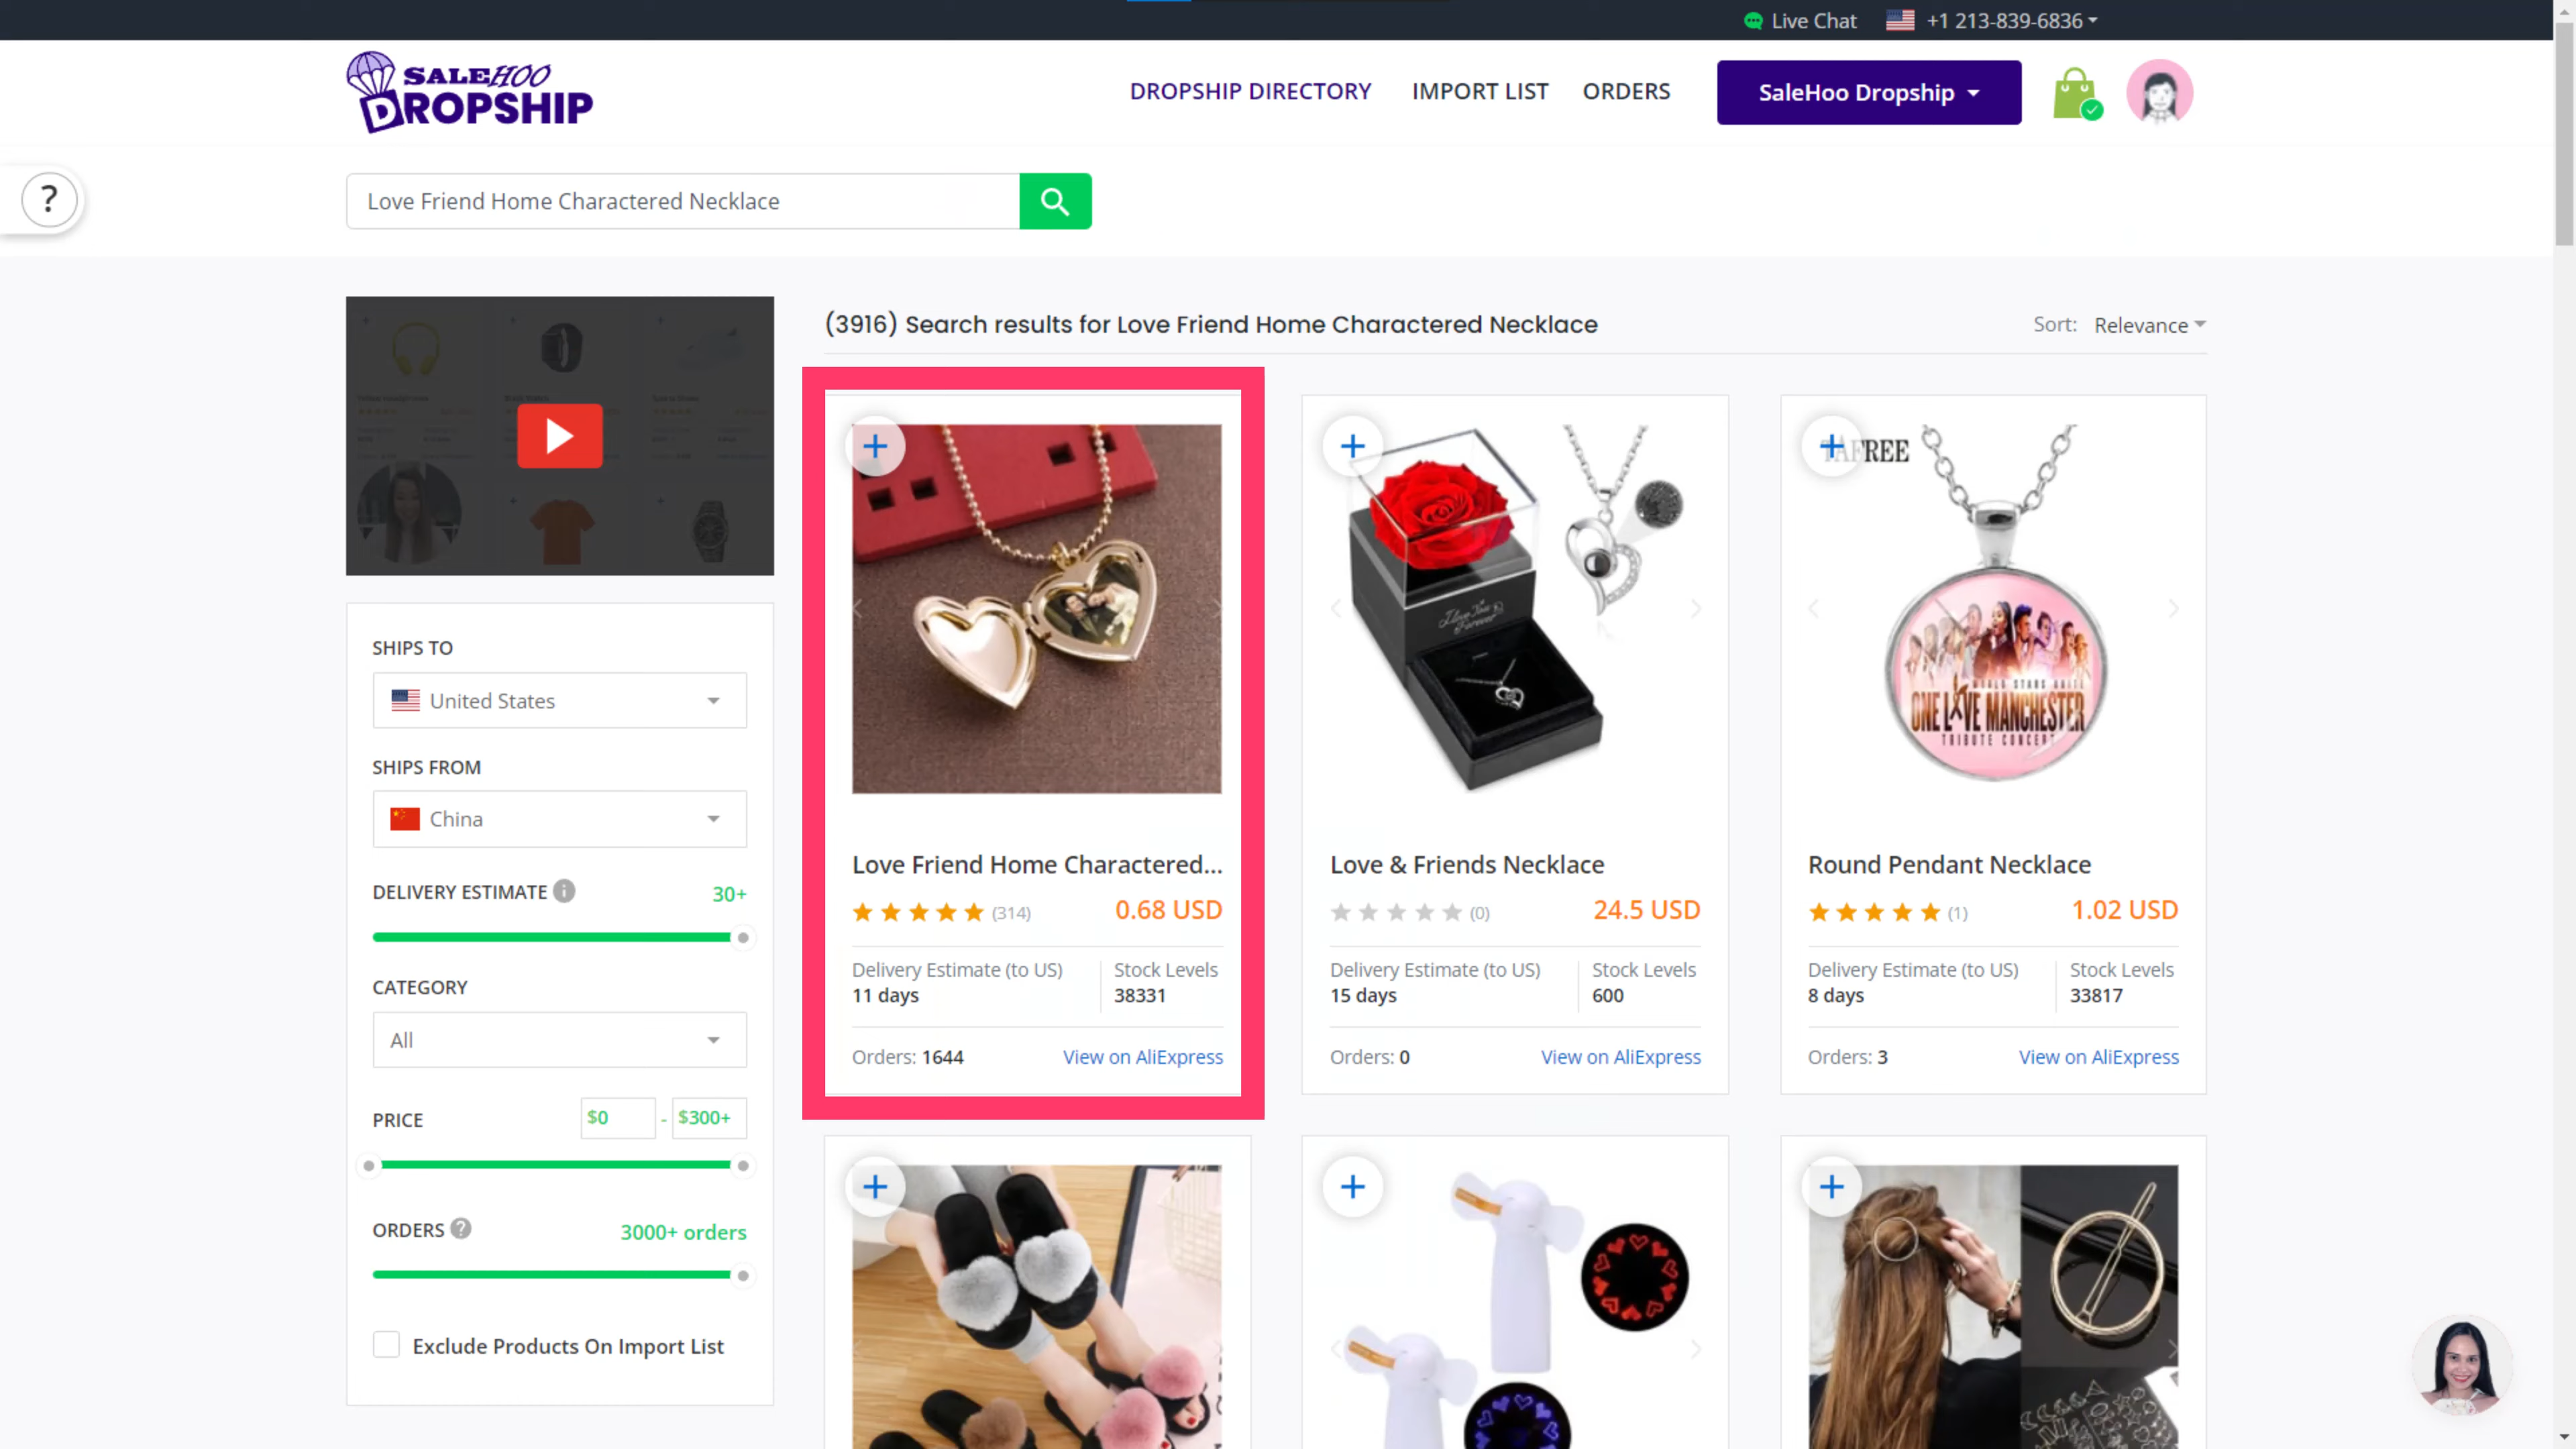 Live Chat
+1 213-839-6836
SALEHOO
DROPSHIP
DROPSHIP DIRECTORY
IMPORT LIST
ORDERS
SaleHoo Dropship
?
Love Friend Home Charactered Necklace
(3916) Search results for Love Friend Home Charactered Necklace
Sort: Relevance
SHIPS TO
United States
SHIPS FROM
China
DELIVERY ESTIMATE
30+
CATEGORY
All
PRICE
$0 - $300+
ORDERS
3000+ orders
Exclude Products On Import List
Love Friend Home Charactered...
(314)
0.68 USD
Delivery Estimate (to US)
11 days
Stock Levels
38331
Orders: 1644
View on AliExpress
I Love You
Forever
Love & Friends Necklace
(0)
24.5 USD
Delivery Estimate (to US)
15 days
Stock Levels
600
Orders: 0
View on AliExpress
TAFREE
ONE LOVE MANCHESTER
TRIBUTE CONCERT
Round Pendant Necklace
(1)
1.02 USD
Delivery Estimate (to US)
8 days
Stock Levels
33817
Orders: 3
View on AliExpress